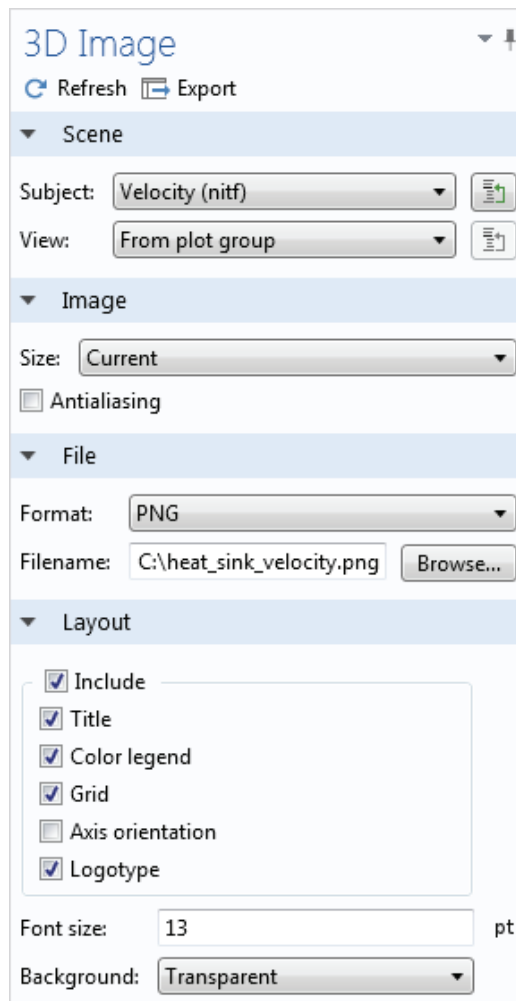 3D Image
Refresh Export
Scene
Subject: Velocity (nitf)
View: From plot group
Image
Size: Current
Antialiasing
File
Format: PNG
Filename: C:\heat_sink_velocity.png Browse...
Layout
Include
Title
Color legend
Grid
Axis orientation
Logotype
Font size: 13 pt
Background: Transparent